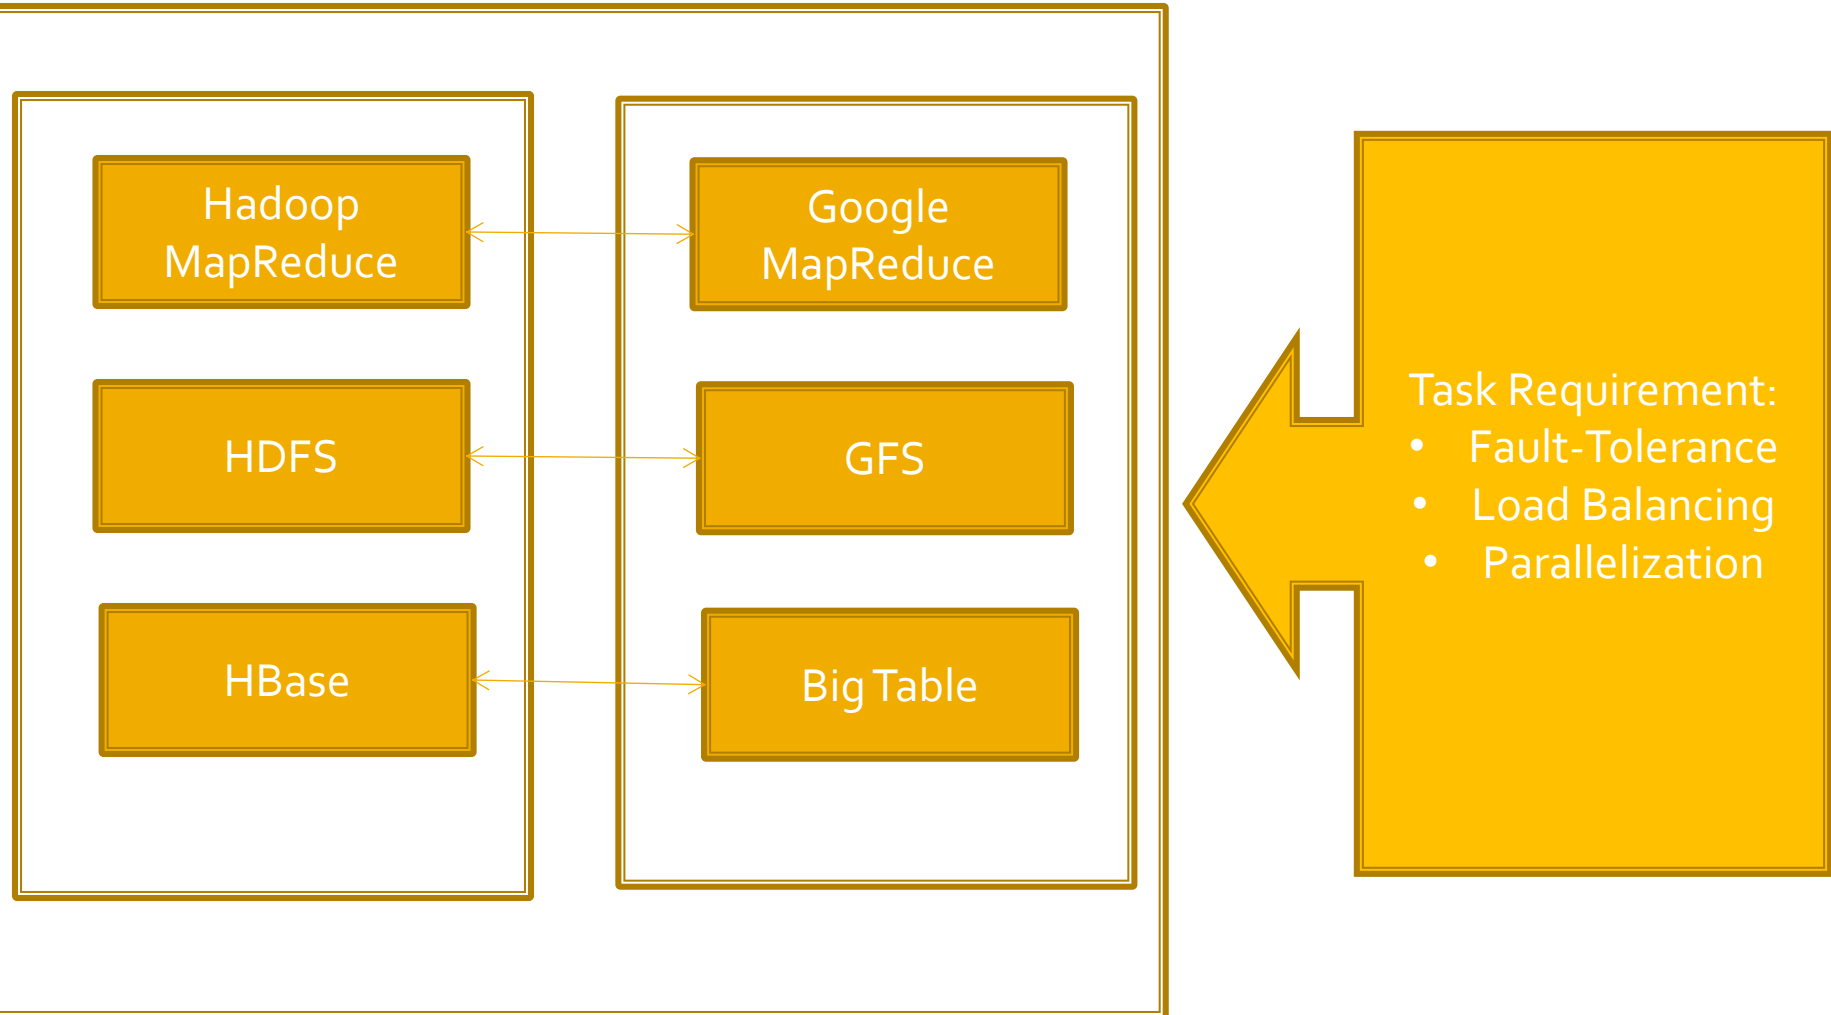 Hadoop
MapReduce
Google
MapReduce
HDFS
GFS
HBase
Big Table
Task Requirement:
• Fault-Tolerance
• Load Balancing
• Parallelization